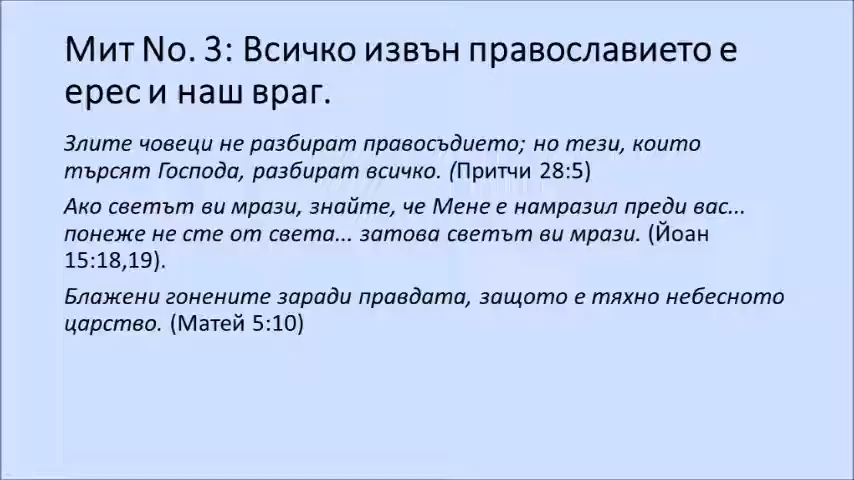 Мит No. 3: Всичко извън православието е
ерес и наш враг.
Злите човеци не разбират правосъдието; но тези, които
търсят Господа, разбират всичко. (Притчи 28:5)
Ако светът ви мрази, знайте, че Мене е намразил преди вас...
понеже не сте от света... затова светът ви мрази. (Йоан
15:18,19).
Блажени гонените заради правдата, защото е тяхно небесното
царство. (Матей 5:10)